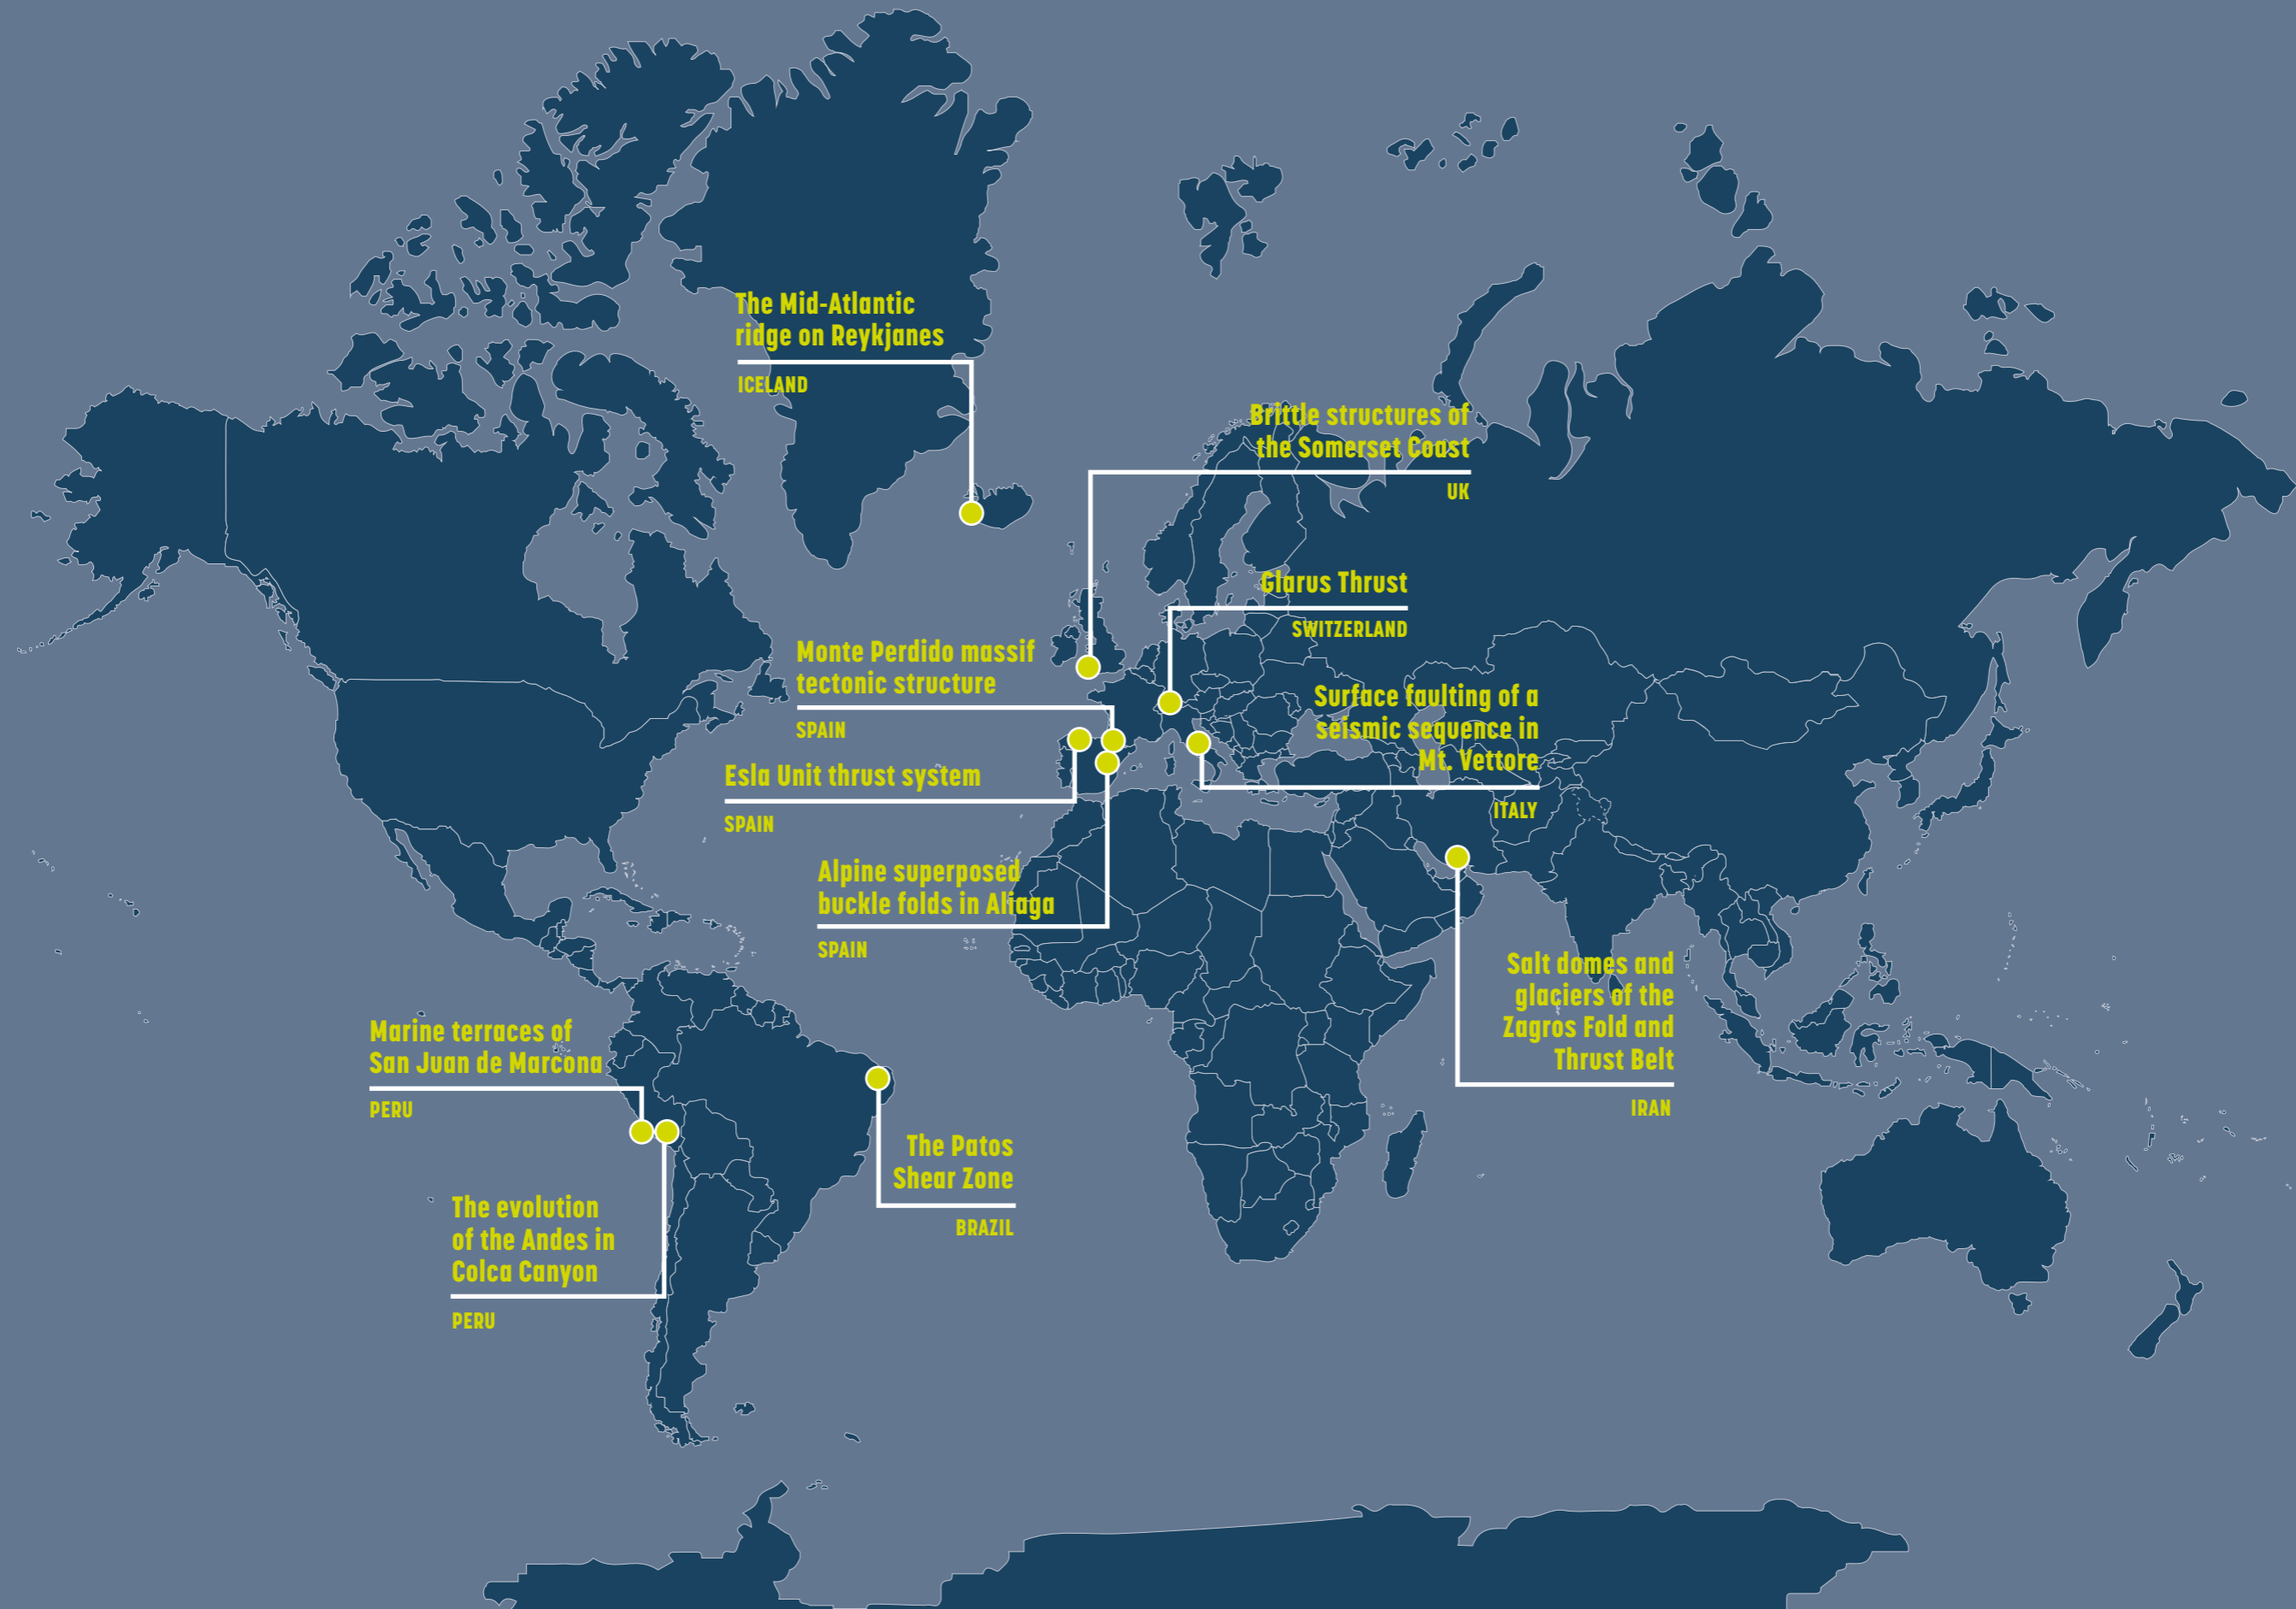 The Mid-Atlantic
ridge on Reykjanes
ICELAND
Brittle structures of
the Somerset Coast
UK
Glarus Thrust
SWITZERLAND
Monte Perdido massif
tectonic structure
SPAIN
Surface faulting of a
seismic sequence in
Mt. Vettore
ITALY
Esla Unit thrust system
SPAIN
Alpine superposed
buckle folds in Aliaga
SPAIN
Salt domes and
glaciers of the
Zagros Fold and
Thrust Belt
IRAN
Marine terraces of
San Juan de Marcona
PERU
The Patos
Shear Zone
BRAZIL
The evolution
of the Andes in
Colca Canyon
PERU